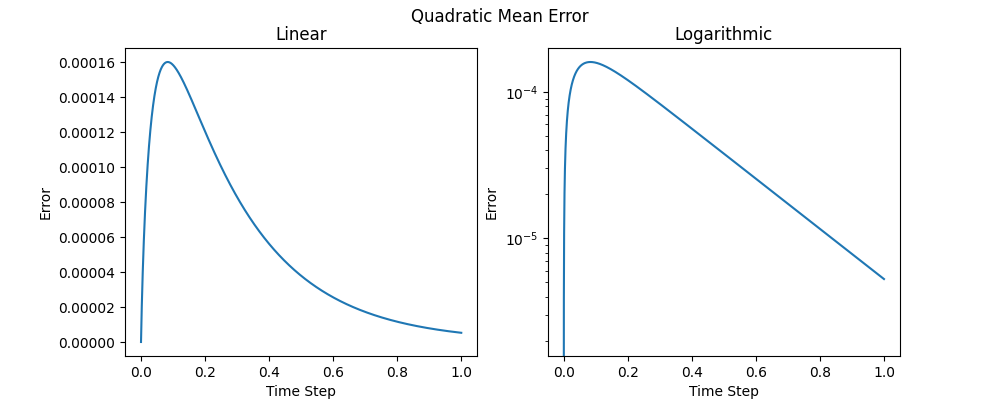 Quadratic Mean Error
Linear
Error
0.00016
0.00014
0.00012
0.00010
0.00008
0.00006
0.00004
0.00002
0.00000
0.0 0.2 0.4 0.6 0.8 1.0
Time Step
Logarithmic
Error
10⁻⁴
10⁻⁵
0.0 0.2 0.4 0.6 0.8 1.0
Time Step